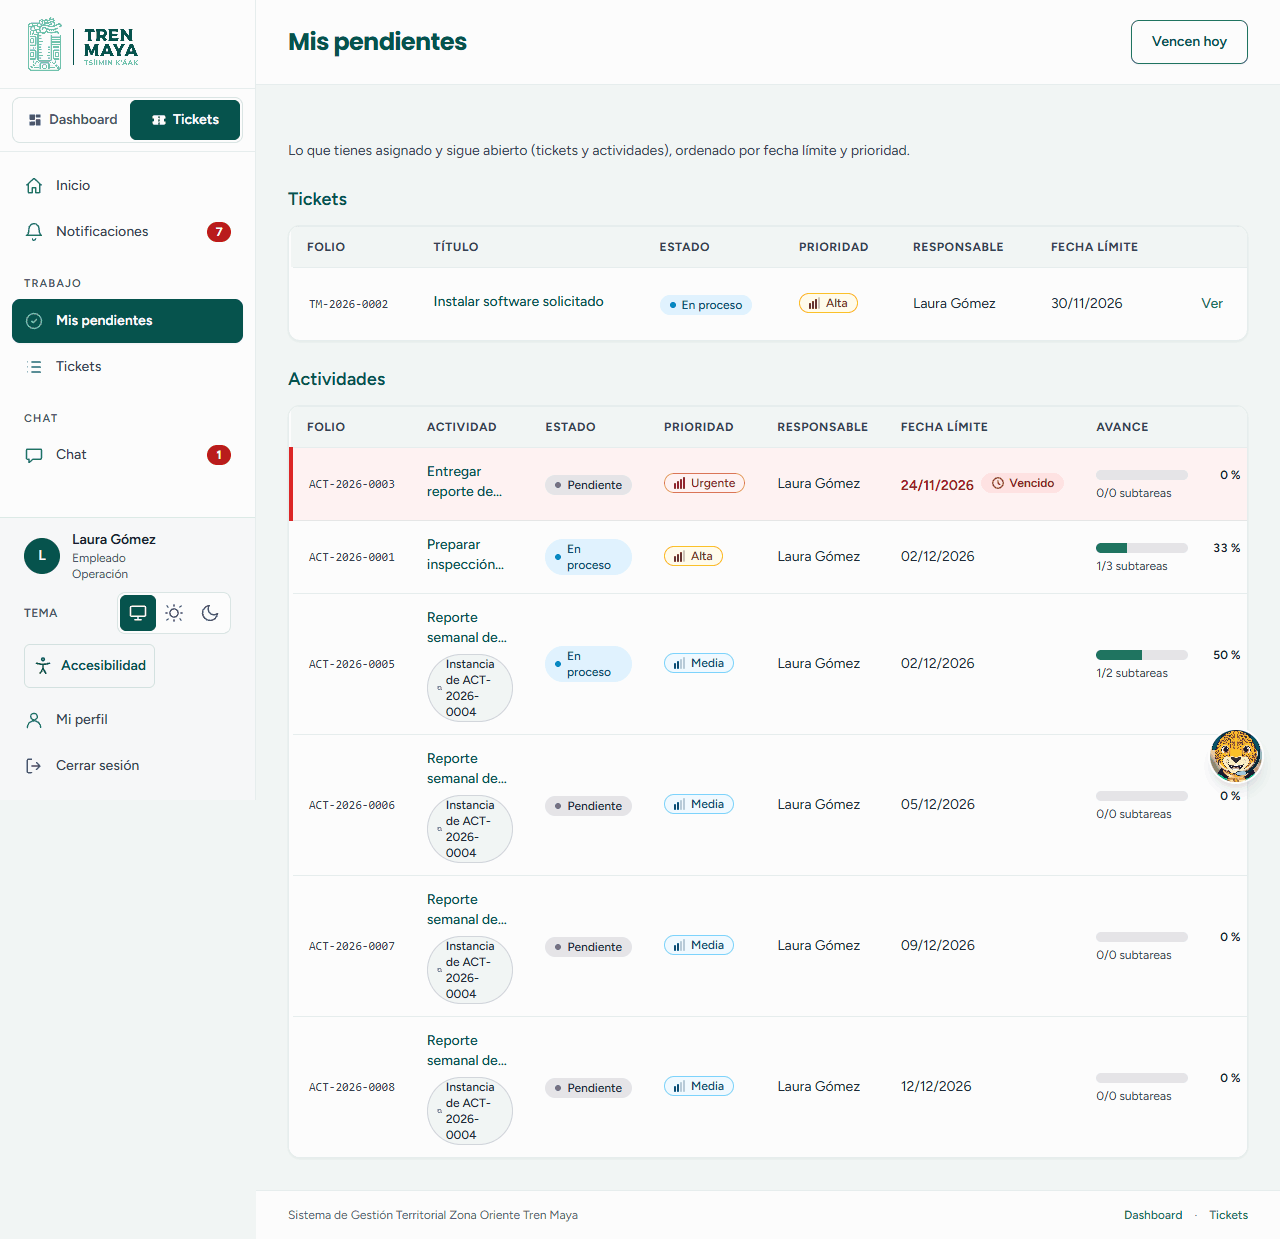 TREN
MAYA
TSÍIMIN K'ÁAK
Dashboard
Tickets
Inicio
Notificaciones
7
TRABAJO
Mis pendientes
Tickets
CHAT
Chat
1
L
Laura Gómez
Empleado
Operación
TEMA
Accesibilidad
Mi perfil
Cerrar sesión
Mis pendientes
Vencen hoy
Lo que tienes asignado y sigue abierto (tickets y actividades), ordenado por fecha límite y prioridad.
Tickets
FOLIO TÍTULO ESTADO PRIORIDAD RESPONSABLE FECHA LÍMITE
TM-2026-0002 Instalar software solicitado En proceso Alta Laura Gómez 30/11/2026 Ver
Actividades
FOLIO ACTIVIDAD ESTADO PRIORIDAD RESPONSABLE FECHA LÍMITE AVANCE
ACT-2026-0003 Entregar reporte de... Pendiente Urgente Laura Gómez 24/11/2026 Vencido 0 % 0/0 subtareas
ACT-2026-0001 Preparar inspección... En proceso Alta Laura Gómez 02/12/2026 33 % 1/3 subtareas
ACT-2026-0005 Reporte semanal de... Instancia de ACT-2026-0004 En proceso Media Laura Gómez 02/12/2026 50 % 1/2 subtareas
ACT-2026-0006 Reporte semanal de... Instancia de ACT-2026-0004 Pendiente Media Laura Gómez 05/12/2026 0 % 0/0 subtareas
ACT-2026-0007 Reporte semanal de... Instancia de ACT-2026-0004 Pendiente Media Laura Gómez 09/12/2026 0 % 0/0 subtareas
ACT-2026-0008 Reporte semanal de... Instancia de ACT-2026-0004 Pendiente Media Laura Gómez 12/12/2026 0 % 0/0 subtareas
Sistema de Gestión Territorial Zona Oriente Tren Maya
Dashboard · Tickets